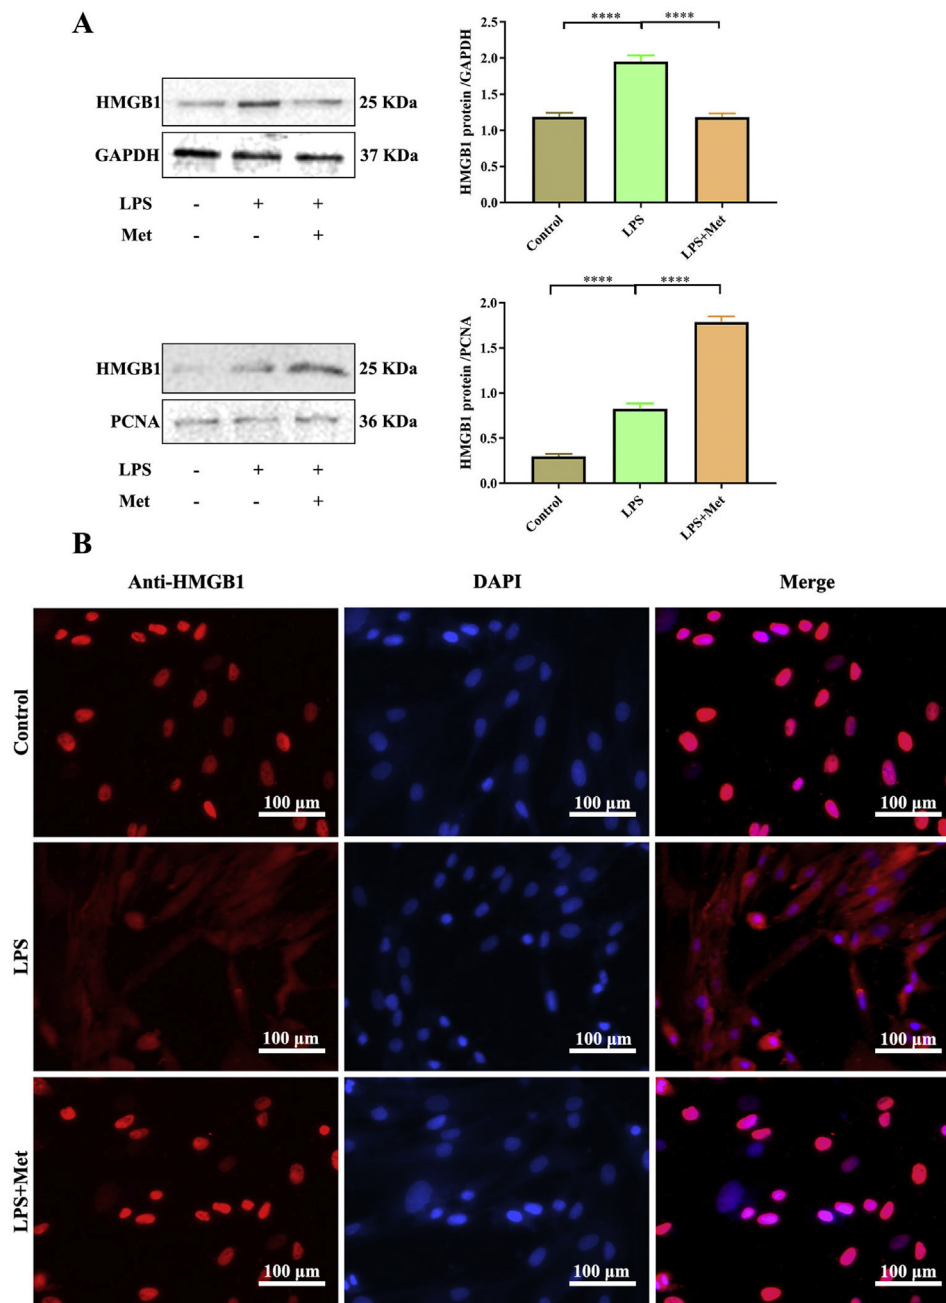 A
HMGB1 25 KDa
GAPDH 37 KDa
LPS - + +
Met - - +
HMGB1 protein /GAPDH
2.5
2.0
1.5
1.0
0.5
0.0
**** ****
Control LPS LPS+Met
HMGB1 25 KDa
PCNA 36 KDa
LPS - + +
Met - - +
HMGB1 protein /PCNA
2.0
1.5
1.0
0.5
0.0
**** ****
Control LPS LPS+Met
B
Anti-HMGB1 DAPI Merge
Control
100 μm 100 μm 100 μm
LPS
100 μm 100 μm 100 μm
LPS+Met
100 μm 100 μm 100 μm